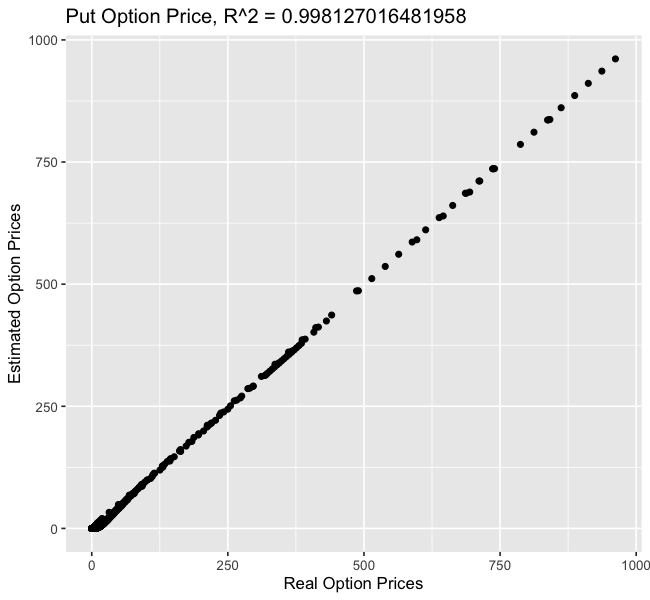 Put Option Price, R^2 = 0.998127016481958
1000
750
500
250
0
Estimated Option Prices
0 250 500 750 1000
Real Option Prices